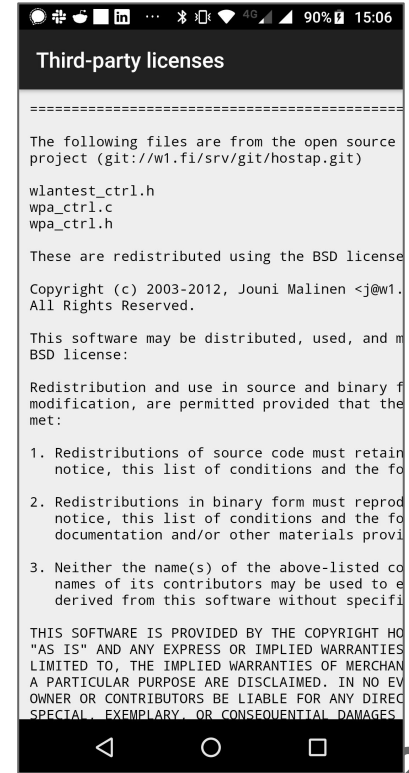 4G 90% 15:06
Third-party licenses
=============================================
The following files are from the open source
project (git://w1.fi/srv/git/hostap.git)
wlantest_ctrl.h
wpa_ctrl.c
wpa_ctrl.h
These are redistributed using the BSD license
Copyright (c) 2003-2012, Jouni Malinen <j@w1.
All Rights Reserved.
This software may be distributed, used, and m
BSD license:
Redistribution and use in source and binary f
modification, are permitted provided that the
met:
1. Redistributions of source code must retain
notice, this list of conditions and the fo
2. Redistributions in binary form must reprod
notice, this list of conditions and the fo
documentation and/or other materials provi
3. Neither the name(s) of the above-listed co
names of its contributors may be used to e
derived from this software without specifi
THIS SOFTWARE IS PROVIDED BY THE COPYRIGHT HO
"AS IS" AND ANY EXPRESS OR IMPLIED WARRANTIES
LIMITED TO, THE IMPLIED WARRANTIES OF MERCHAN
A PARTICULAR PURPOSE ARE DISCLAIMED. IN NO EV
OWNER OR CONTRIBUTORS BE LIABLE FOR ANY DIREC
SPECIAL, EXEMPLARY, OR CONSEQUENTIAL DAMAGES